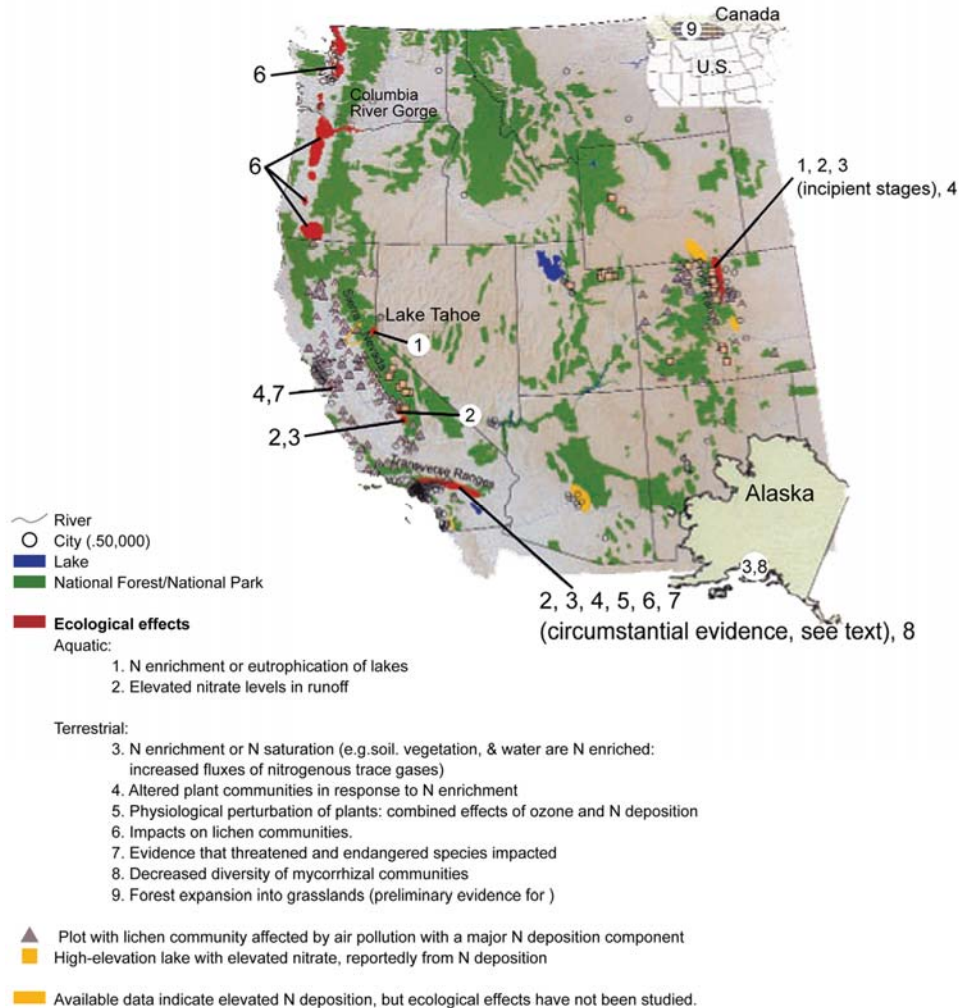 Canada
9
U.S.
6
Columbia
River Gorge
6
1, 2, 3
(incipient stages), 4
Sierra Nevada
Lake Tahoe
1
4,7
2
2,3
Transverse Ranges
Alaska
3,8
2, 3, 4, 5, 6, 7
(circumstantial evidence, see text), 8
River
City (.50,000)
Lake
National Forest/National Park
Ecological effects
Aquatic:
1. N enrichment or eutrophication of lakes
2. Elevated nitrate levels in runoff
Terrestrial:
3. N enrichment or N saturation (e.g.soil. vegetation, & water are N enriched:
increased fluxes of nitrogenous trace gases)
4. Altered plant communities in response to N enrichment
5. Physiological perturbation of plants: combined effects of ozone and N deposition
6. Impacts on lichen communities.
7. Evidence that threatened and endangered species impacted
8. Decreased diversity of mycorrhizal communities
9. Forest expansion into grasslands (preliminary evidence for )
Plot with lichen community affected by air pollution with a major N deposition component
High-elevation lake with elevated nitrate, reportedly from N deposition
Available data indicate elevated N deposition, but ecological effects have not been studied.